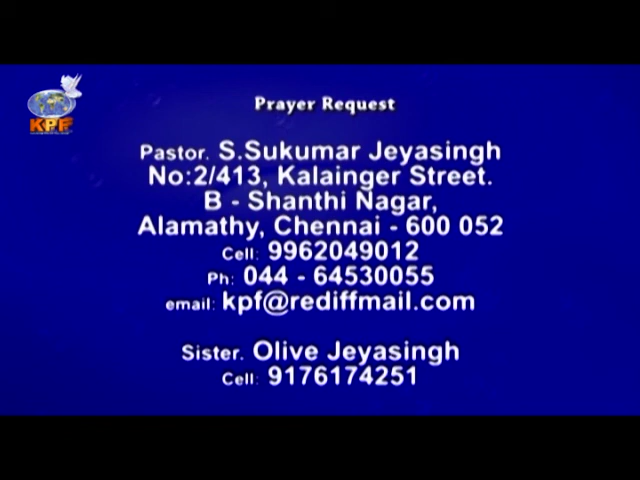 KPF
Prayer Request
Pastor. S.Sukumar Jeyasingh
No:2/413, Kalainger Street.
B - Shanthi Nagar,
Alamathy, Chennai - 600 052
Cell: 9962049012
Ph: 044 - 64530055
email: kpf@rediffmail.com
Sister. Olive Jeyasingh
Cell: 9176174251